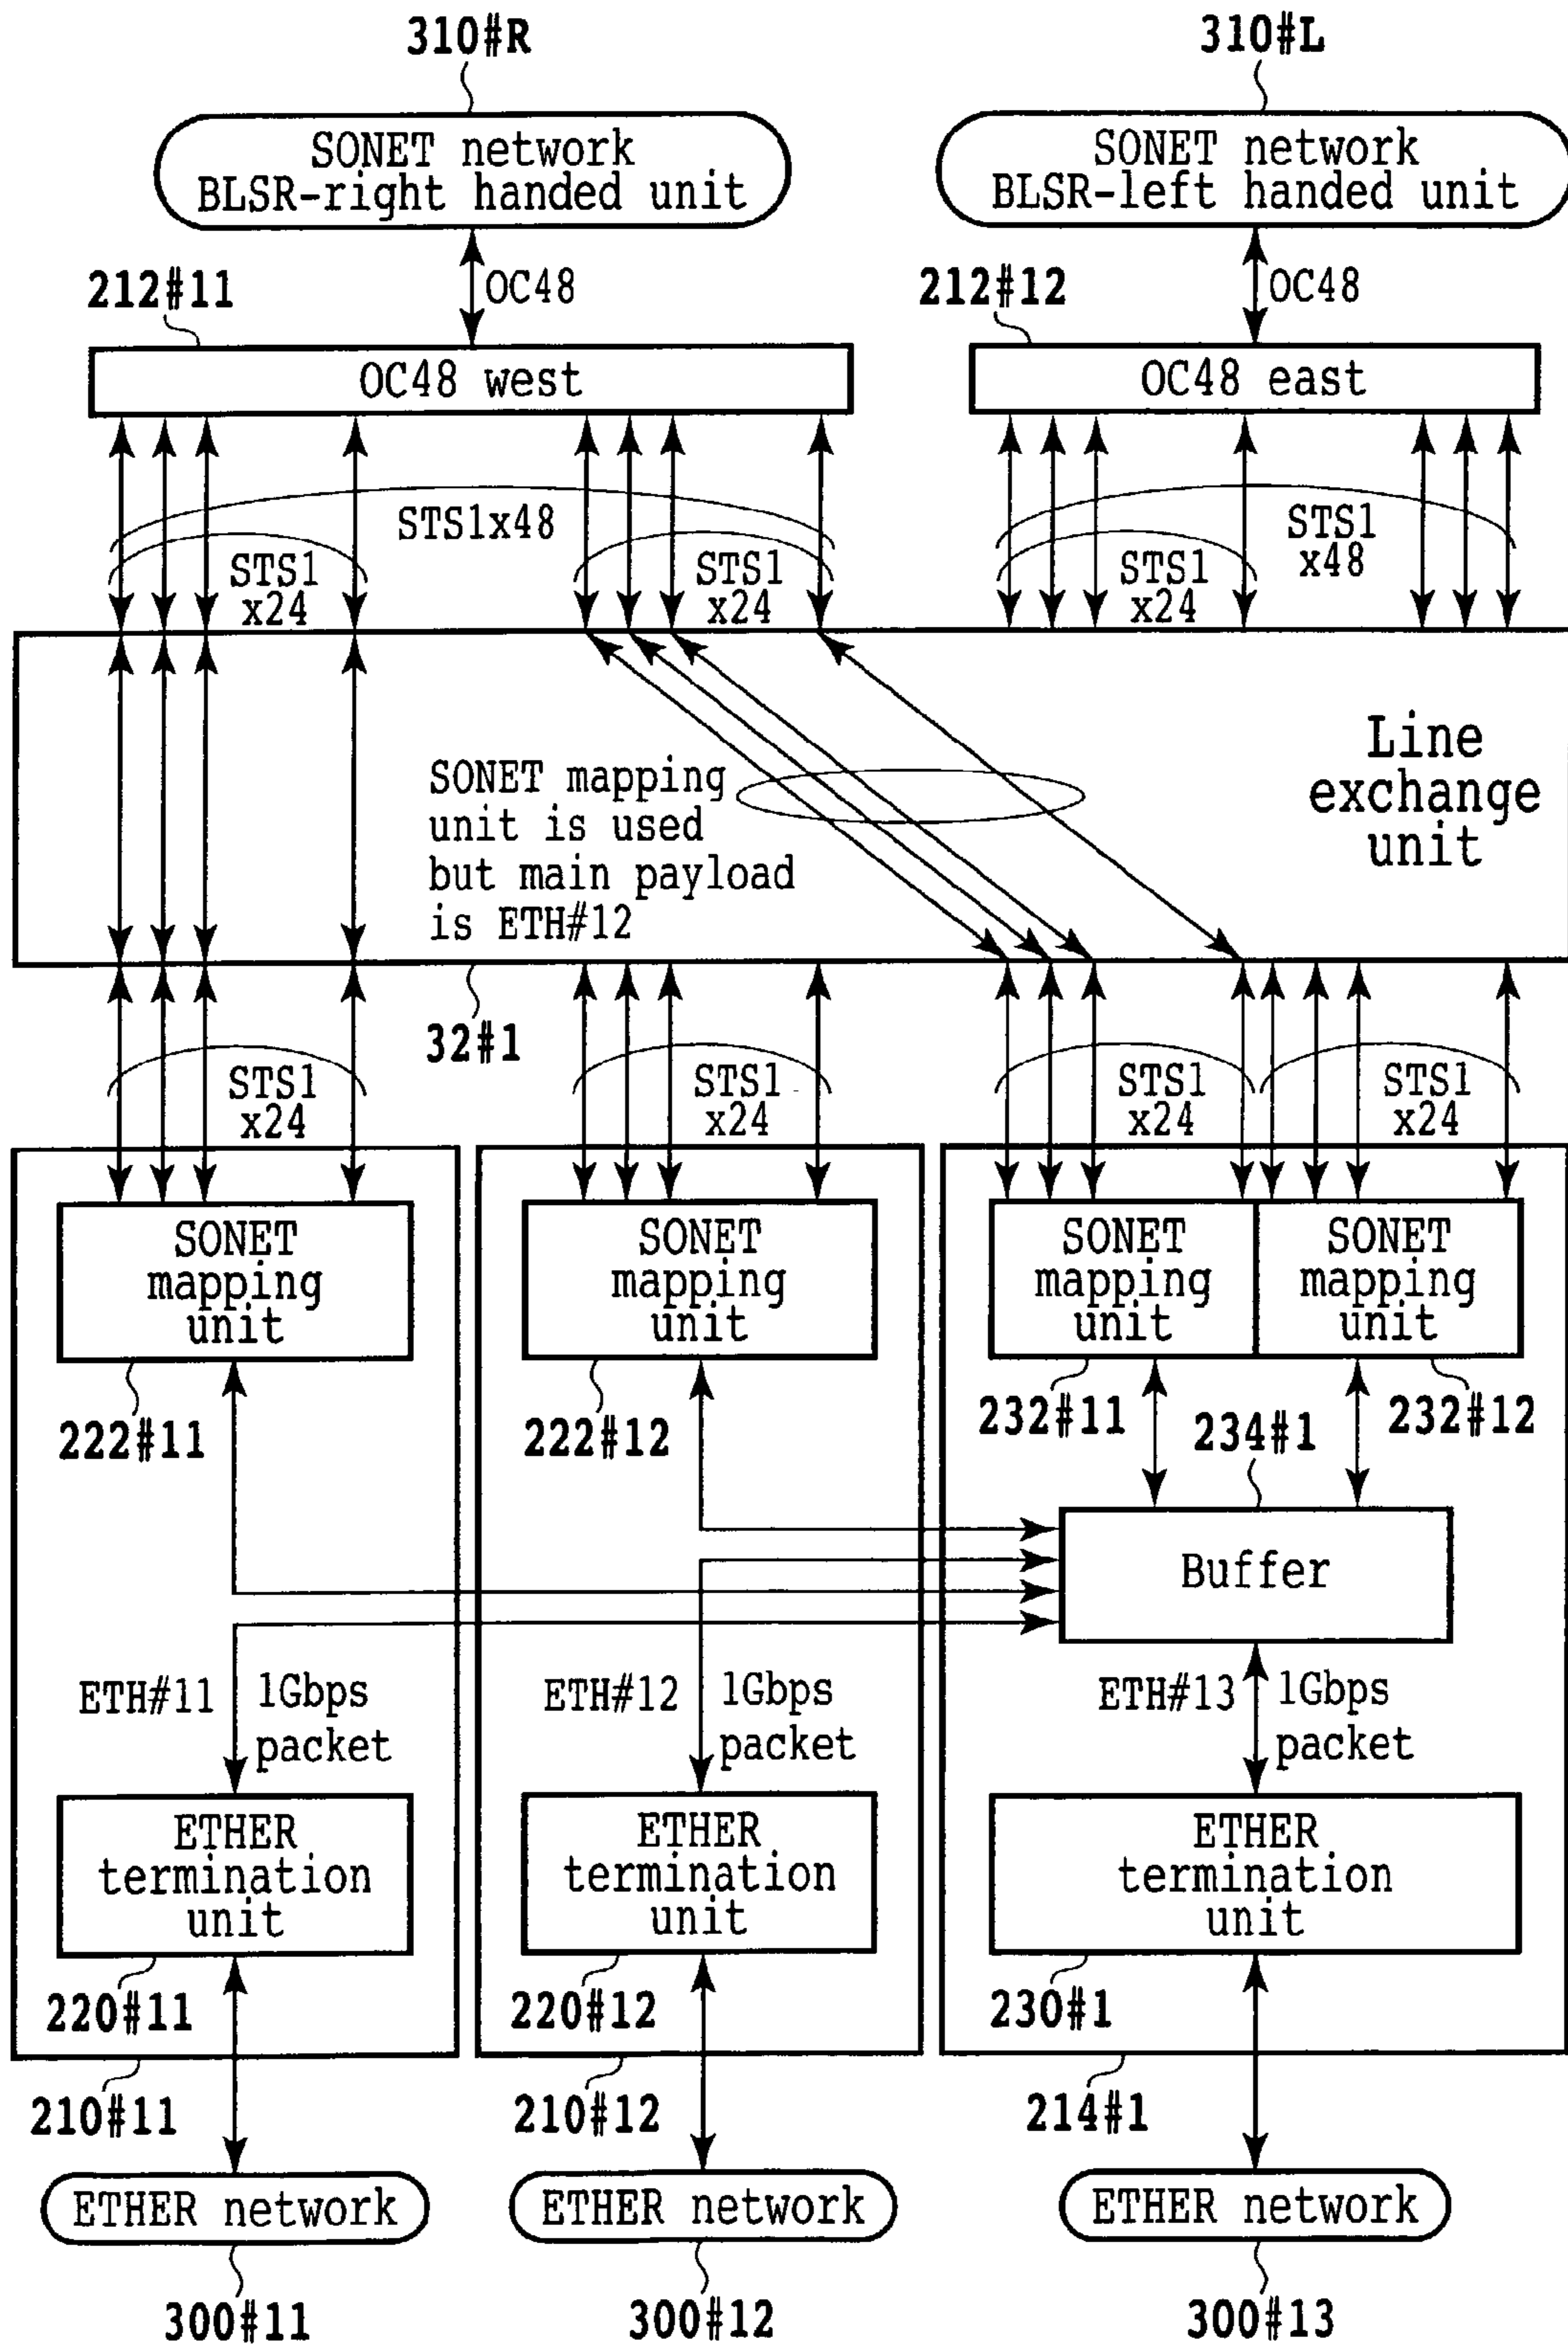 310#R
310#L
SONET network
BLSR-right handed unit
SONET network
BLSR-left handed unit
212#11
OC48
212#12
OC48
OC48 west
OC48 east
STS1x48
STS1
x24
STS1
x24
STS1
x24
STS1
x48
Line
exchange
unit
SONET mapping
unit is used
but main payload
is ETH#12
32#1
STS1
x24
STS1
x24
STS1
x24
STS1
x24
SONET
mapping
unit
SONET
mapping
unit
SONET
mapping
unit
SONET
mapping
unit
222#11
222#12
232#11
234#1
232#12
Buffer
ETH#11
1Gbps
packet
ETH#12
1Gbps
packet
ETH#13
1Gbps
packet
ETHER
termination
unit
ETHER
termination
unit
ETHER
termination
unit
220#11
220#12
230#1
210#11
210#12
214#1
ETHER network
ETHER network
ETHER network
300#11
300#12
300#13